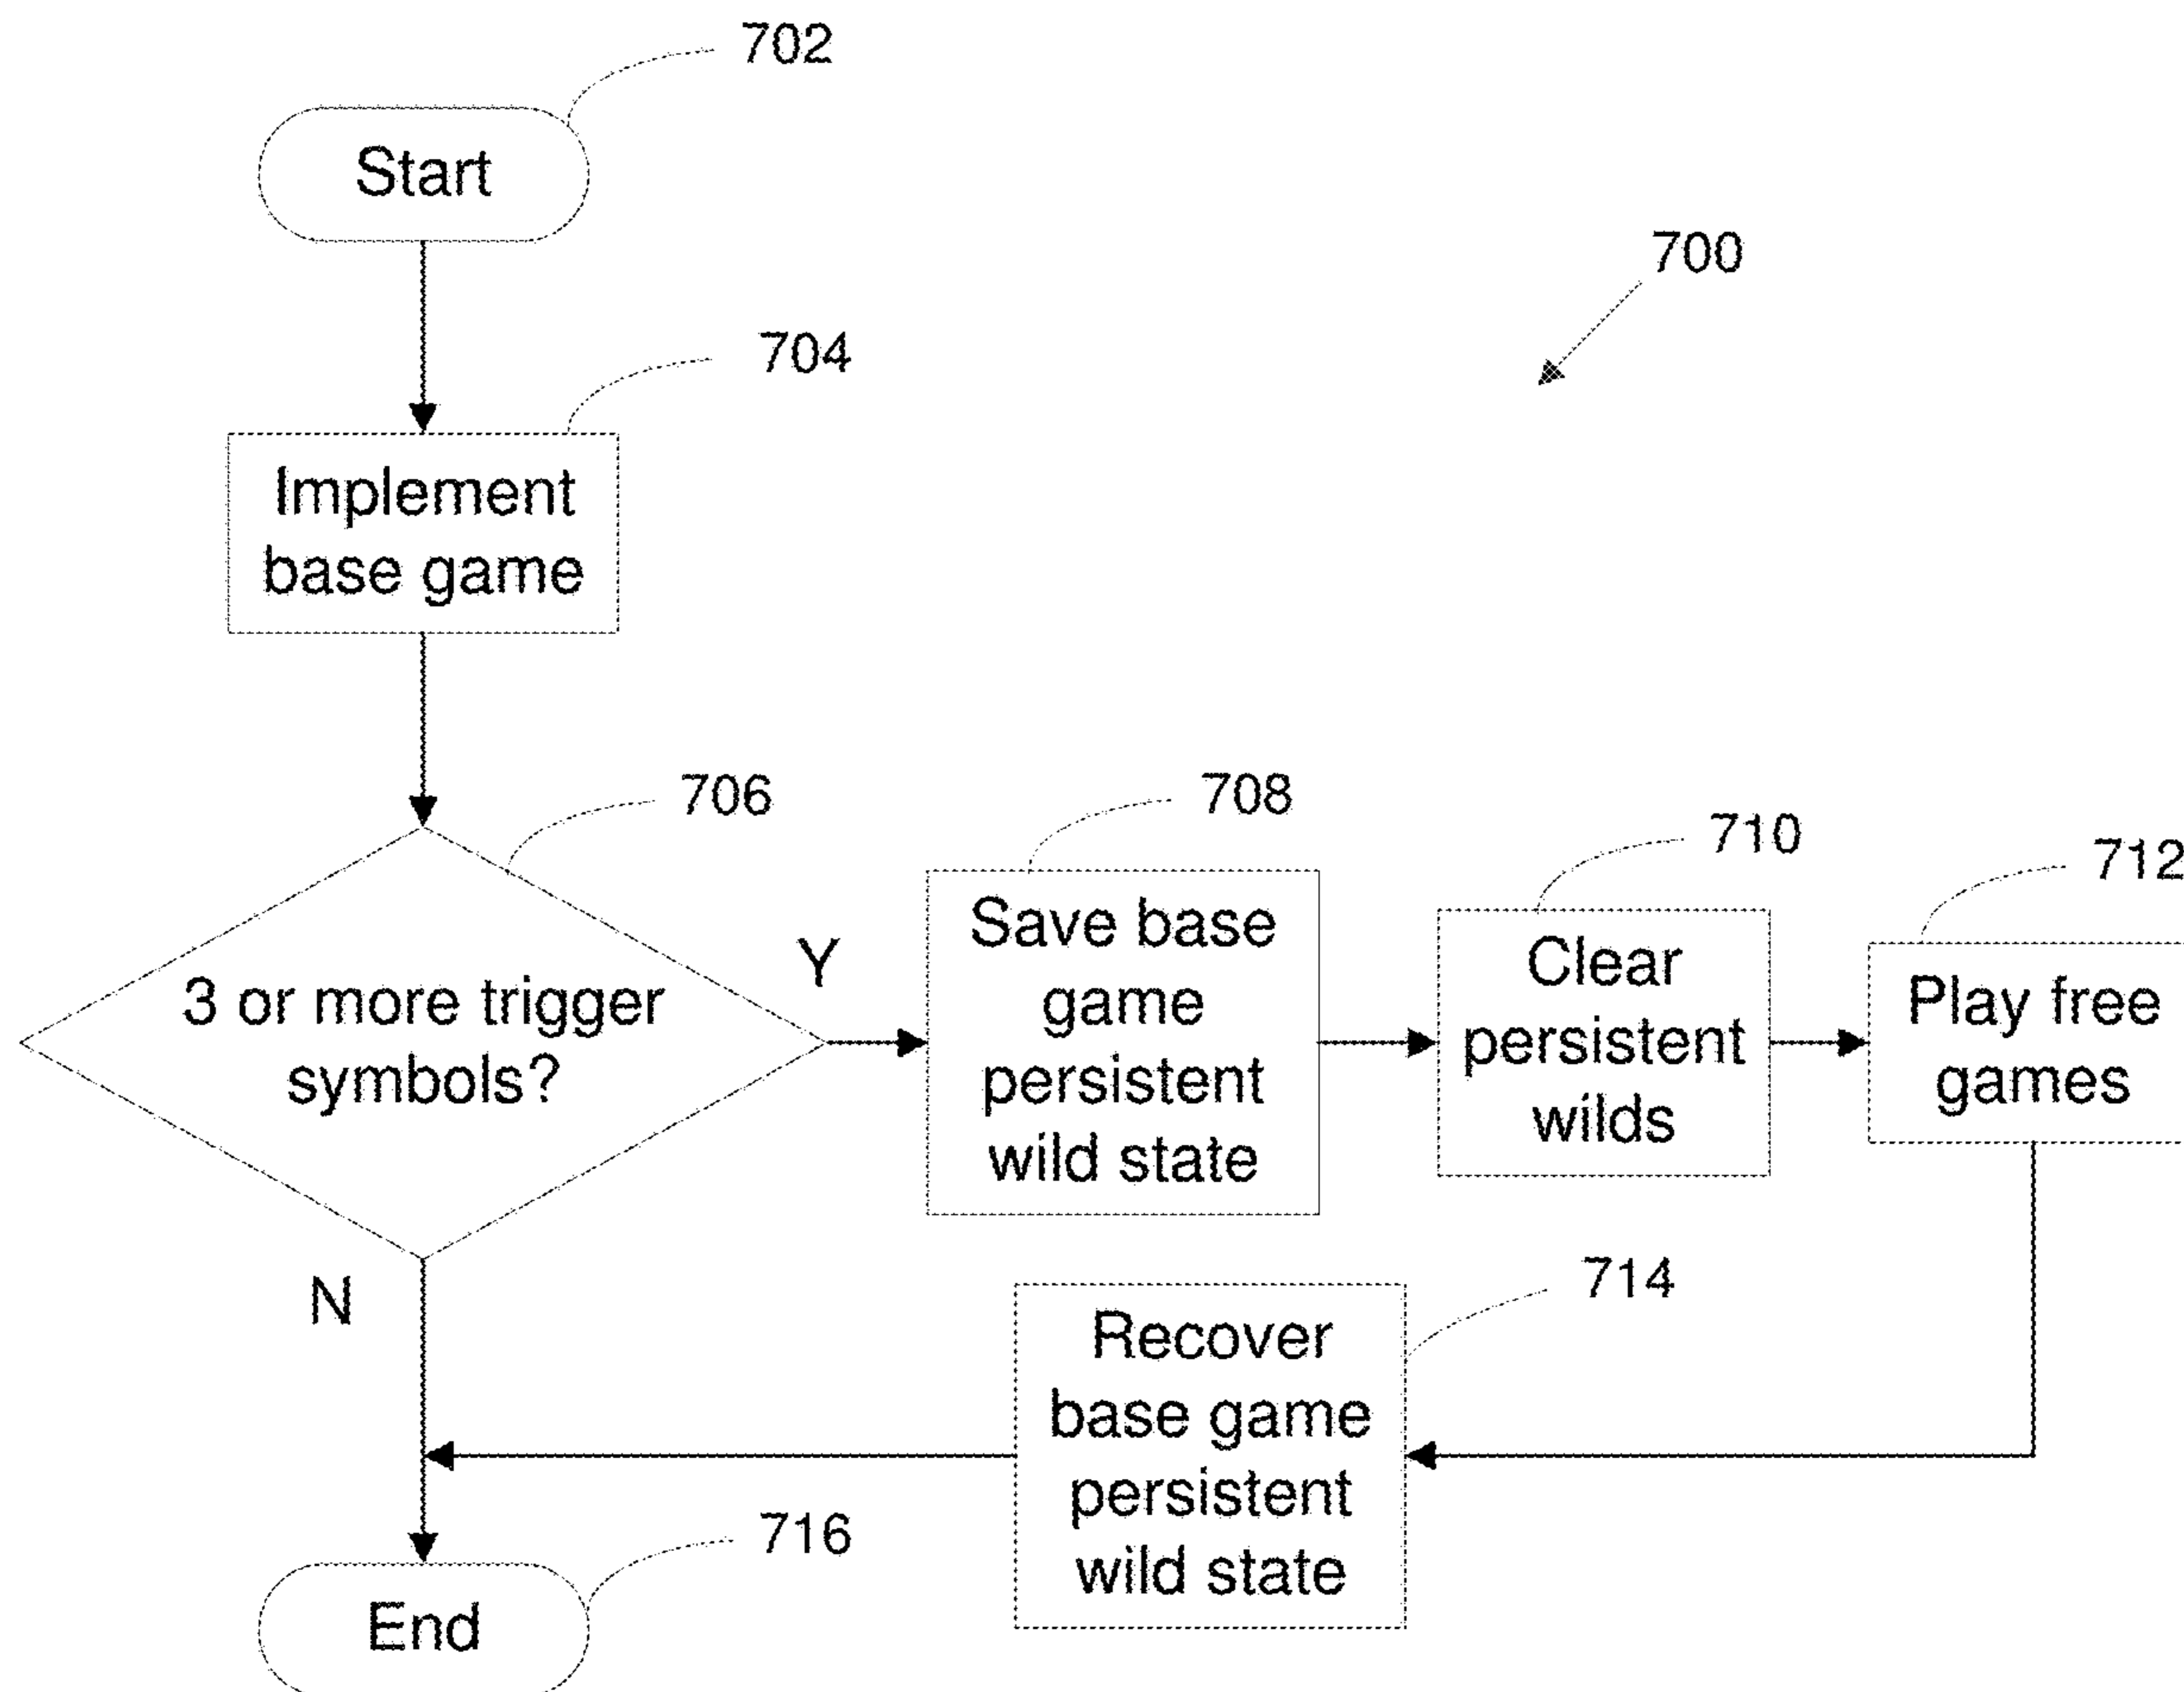 702
Start
700
704
Implement
base game
706
3 or more trigger
symbols?
Y
N
708
Save base
game
persistent
wild state
710
Clear
persistent
wilds
712
Play free
games
714
Recover
base game
persistent
wild state
716
End